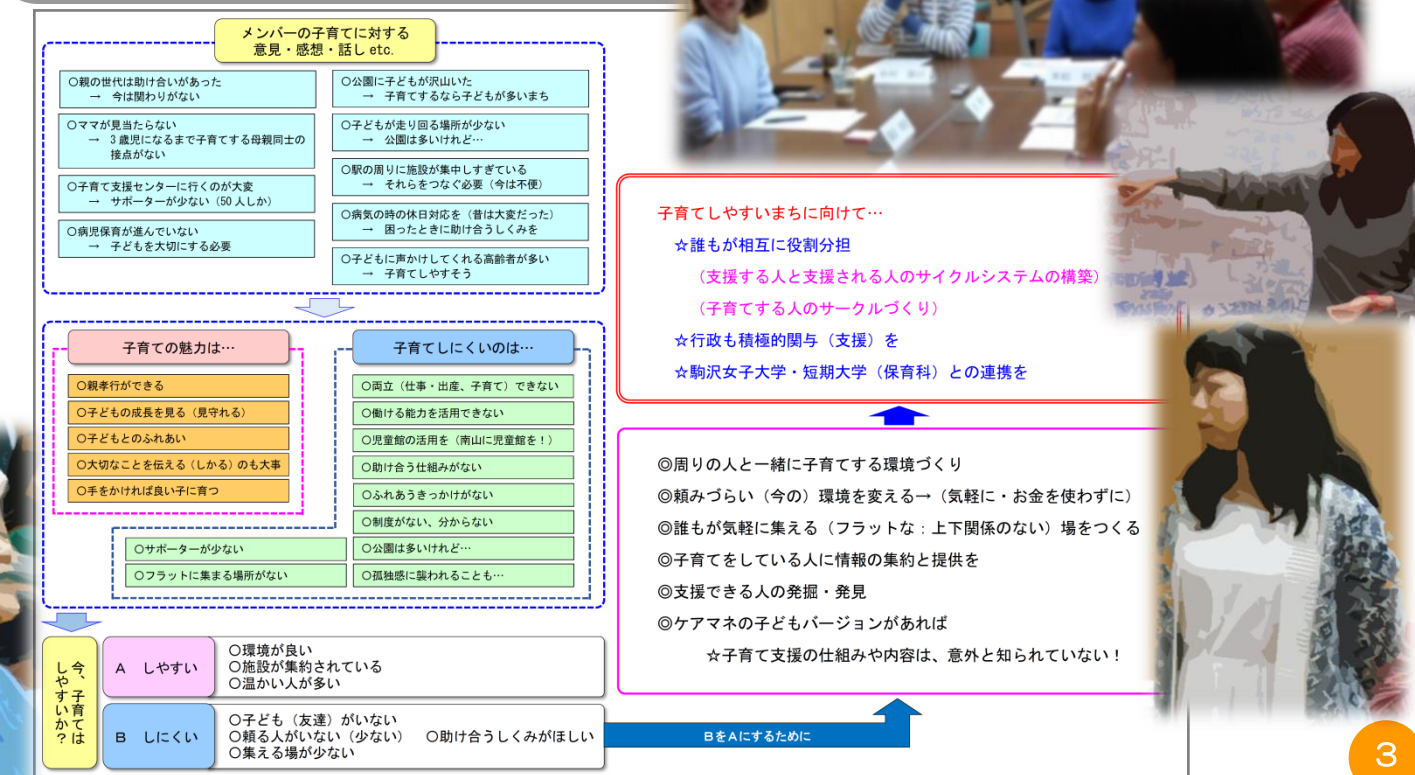 メンバーの子育てに対する
意見・感想・話し etc.
〇親の世代は助け合いがあった
→ 今は関わりがない
〇ママが見当たらない
→ 3歳児になるまで子育てする母親同士の
接点がない
〇子育て支援センターに行くのが大変
→ サポーターが少ない（50人しか）
〇病児保育が進んでいない
→ 子どもを大切にする必要
〇公園に子どもが沢山いた
→ 子育てするなら子どもが多いまち
〇子どもが走り回る場所が少ない
→ 公園は多いけれど…
〇駅の周りに施設が集中しすぎている
→ それらをつなぐ必要（今は不便）
〇病気の時の休日対応を（昔は大変だった）
→ 困ったときに助け合うしくみを
〇子どもに声かけしてくれる高齢者が多い
→ 子育てしやすそう
子育ての魅力は…
〇親孝行ができる
〇子どもの成長を見る（見守れる）
〇子どもとのふれあい
〇大切なことを伝える（しかる）のも大事
〇手をかければ良い子に育つ
子育てしにくいのは…
〇両立（仕事・出産、子育て）できない
〇働ける能力を活用できない
〇児童館の活用を（南山に児童館を！）
〇助け合う仕組みがない
〇ふれあうきっかけがない
〇制度がない、分からない
〇サポーターが少ない
〇公園は多いけれど…
〇フラットに集まる場所がない
〇孤独感に襲われることも…
今、子育ては
しやすいか？
A しやすい
〇環境が良い
〇施設が集約されている
〇温かい人が多い
B しにくい
〇子ども（友達）がいない
〇頼る人がいない（少ない） 〇助け合うしくみがほしい
〇集える場が少ない
BをAにするために
◎周りの人と一緒に子育てする環境づくり
◎頼みづらい（今の）環境を変える→（気軽に・お金を使わずに）
◎誰もが気軽に集える（フラットな：上下関係のない）場をつくる
◎子育てをしている人に情報の集約と提供を
◎支援できる人の発掘・発見
◎ケアマネの子どもバージョンがあれば
☆子育て支援の仕組みや内容は、意外と知られていない！
子育てしやすいまちに向けて…
☆誰もが相互に役割分担
（支援する人と支援される人のサイクルシステムの構築）
（子育てする人のサークルづくり）
☆行政も積極的関与（支援）を
☆駒沢女子大学・短期大学（保育科）との連携を
3